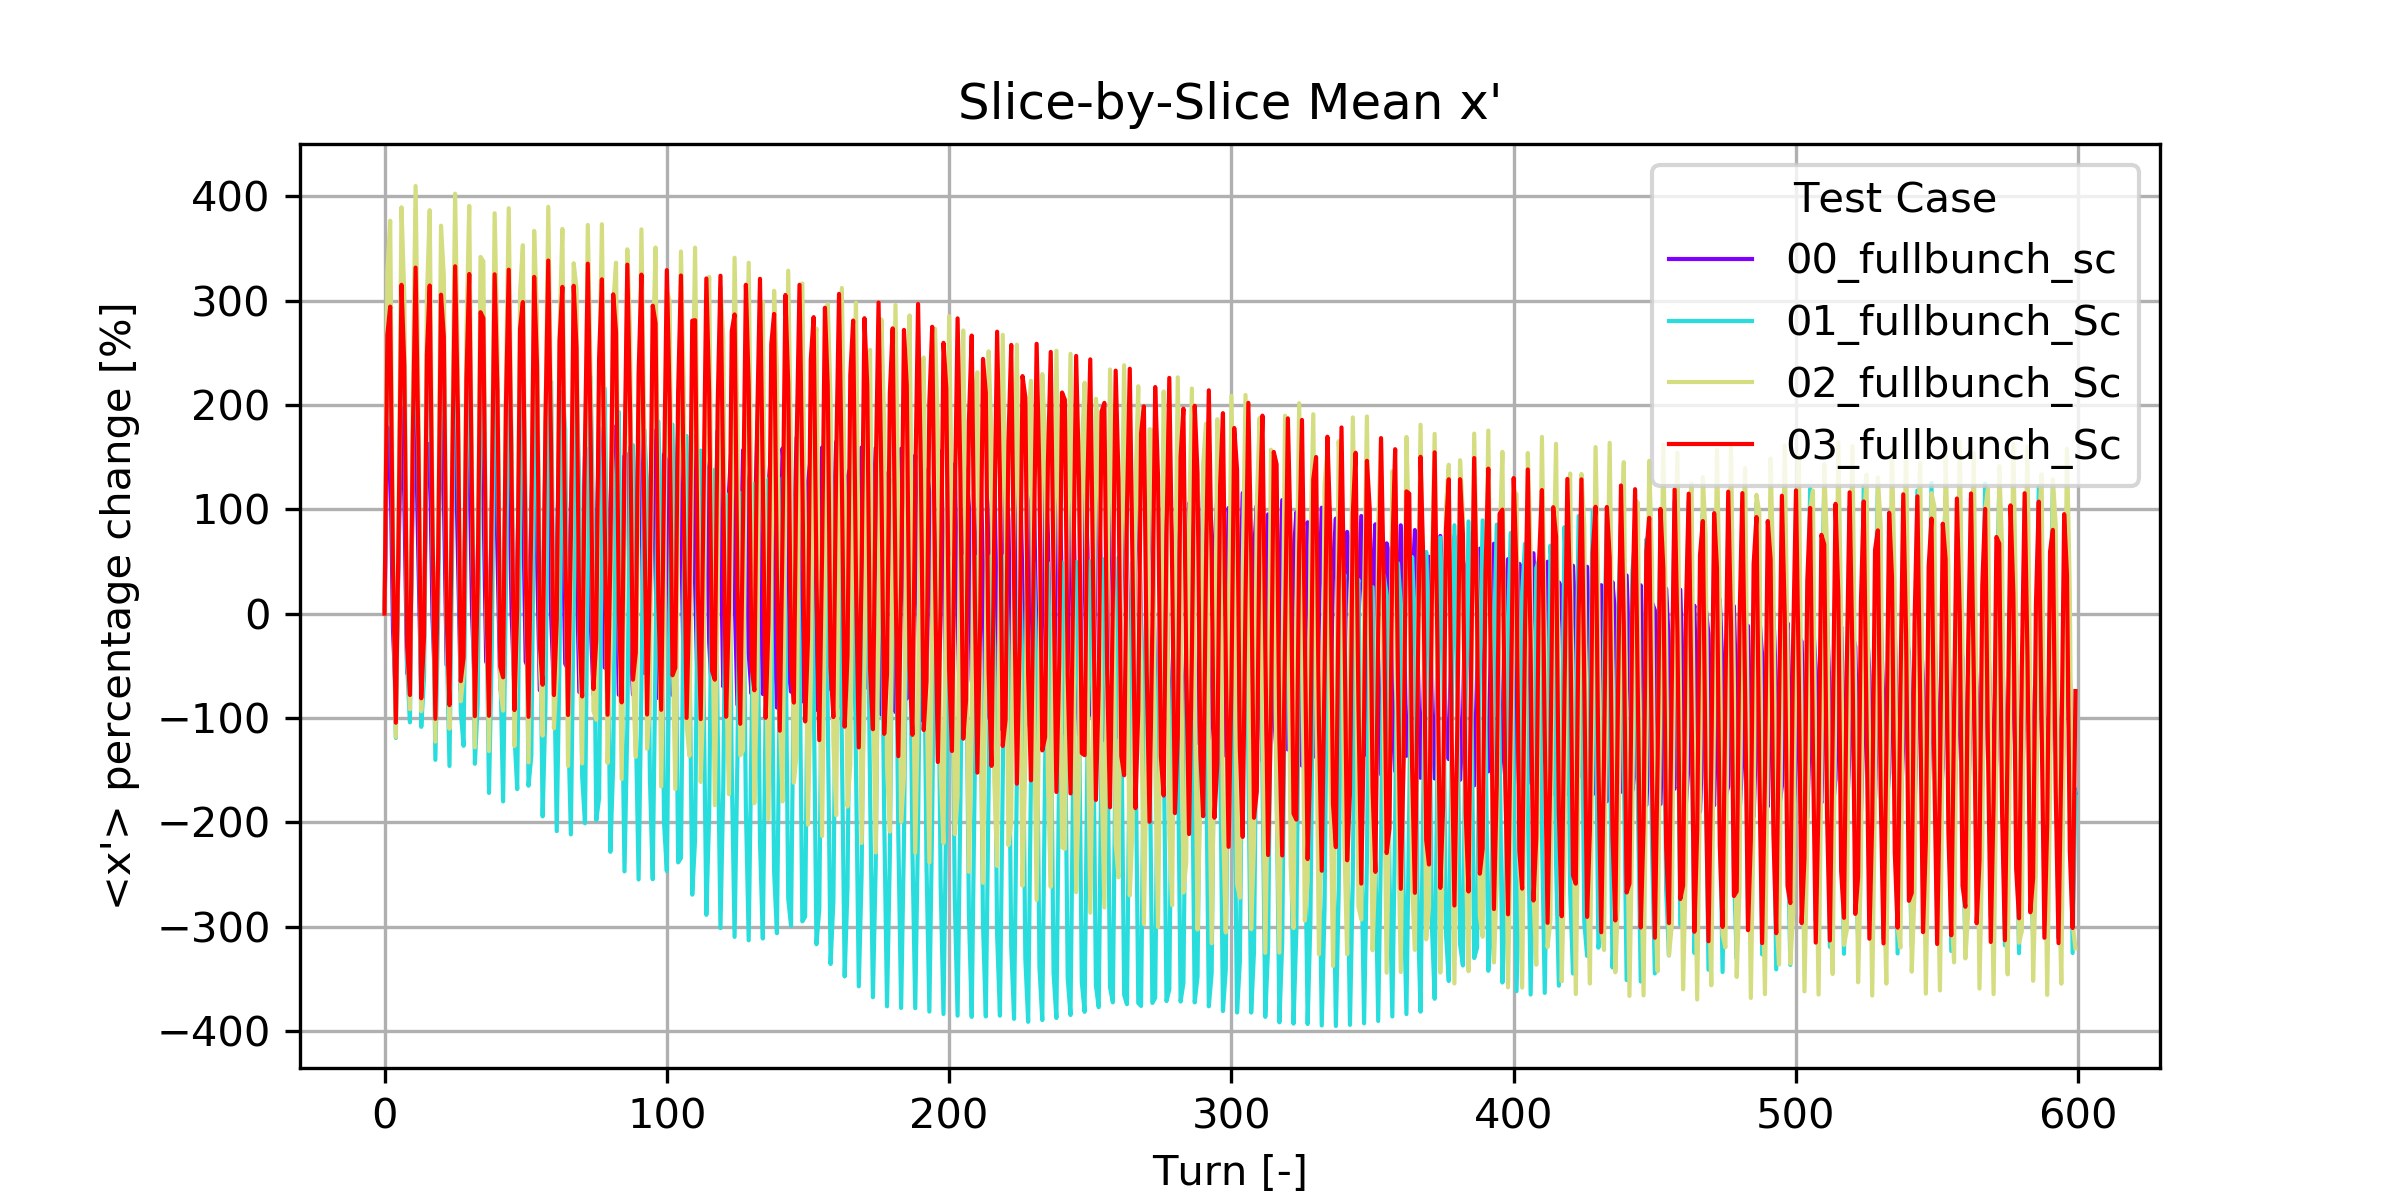 Slice-by-Slice Mean x'
<x'> percentage change [%]
400
300
200
100
0
−100
−200
−300
−400
Test Case
00_fullbunch_sc
01_fullbunch_Sc
02_fullbunch_Sc
03_fullbunch_Sc
0 100 200 300 400 500 600
Turn [-]